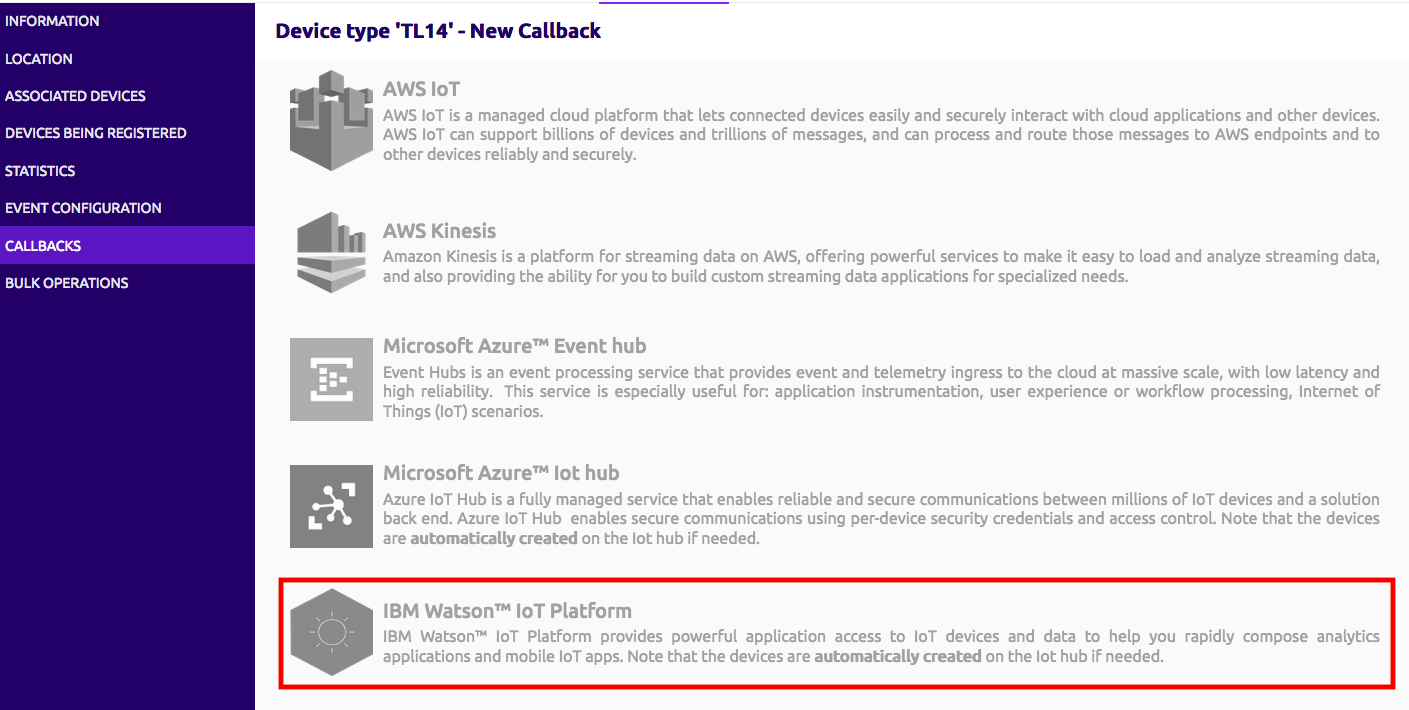 INFORMATION
LOCATION
ASSOCIATED DEVICES
DEVICES BEING REGISTERED
STATISTICS
EVENT CONFIGURATION
CALLBACKS
BULK OPERATIONS
Device type 'TL14' - New Callback
AWS IoT
AWS IoT is a managed cloud platform that lets connected devices easily and securely interact with cloud applications and other devices.
AWS IoT can support billions of devices and trillions of messages, and can process and route those messages to AWS endpoints and to
other devices reliably and securely.
AWS Kinesis
Amazon Kinesis is a platform for streaming data on AWS, offering powerful services to make it easy to load and analyze streaming data,
and also providing the ability for you to build custom streaming data applications for specialized needs.
Microsoft Azure™ Event hub
Event Hubs is an event processing service that provides event and telemetry ingress to the cloud at massive scale, with low latency and
high reliability. This service is especially useful for: application instrumentation, user experience or workflow processing, Internet of
Things (IoT) scenarios.
Microsoft Azure™ Iot hub
Azure IoT Hub is a fully managed service that enables reliable and secure communications between millions of IoT devices and a solution
back end. Azure IoT Hub enables secure communications using per-device security credentials and access control. Note that the devices
are automatically created on the Iot hub if needed.
IBM Watson™ IoT Platform
IBM Watson™ IoT Platform provides powerful application access to IoT devices and data to help you rapidly compose analytics
applications and mobile IoT apps. Note that the devices are automatically created on the Iot hub if needed.